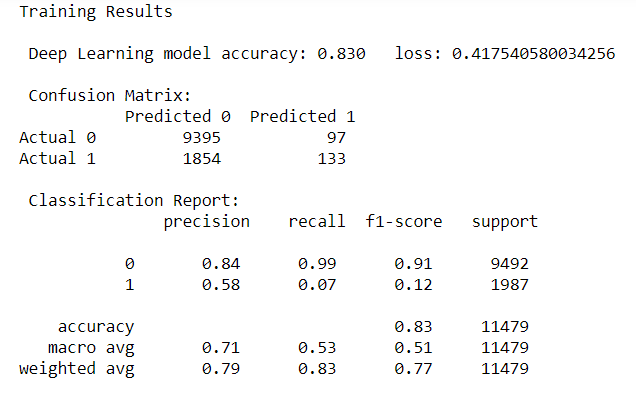 Training Results
Deep Learning model accuracy: 0.830 loss: 0.417540580034256
Confusion Matrix:
Predicted 0 Predicted 1
Actual 0 9395 97
Actual 1 1854 133
Classification Report:
precision recall f1-score support
0 0.84 0.99 0.91 9492
1 0.58 0.07 0.12 1987
accuracy 0.83 11479
macro avg 0.71 0.53 0.51 11479
weighted avg 0.79 0.83 0.77 11479